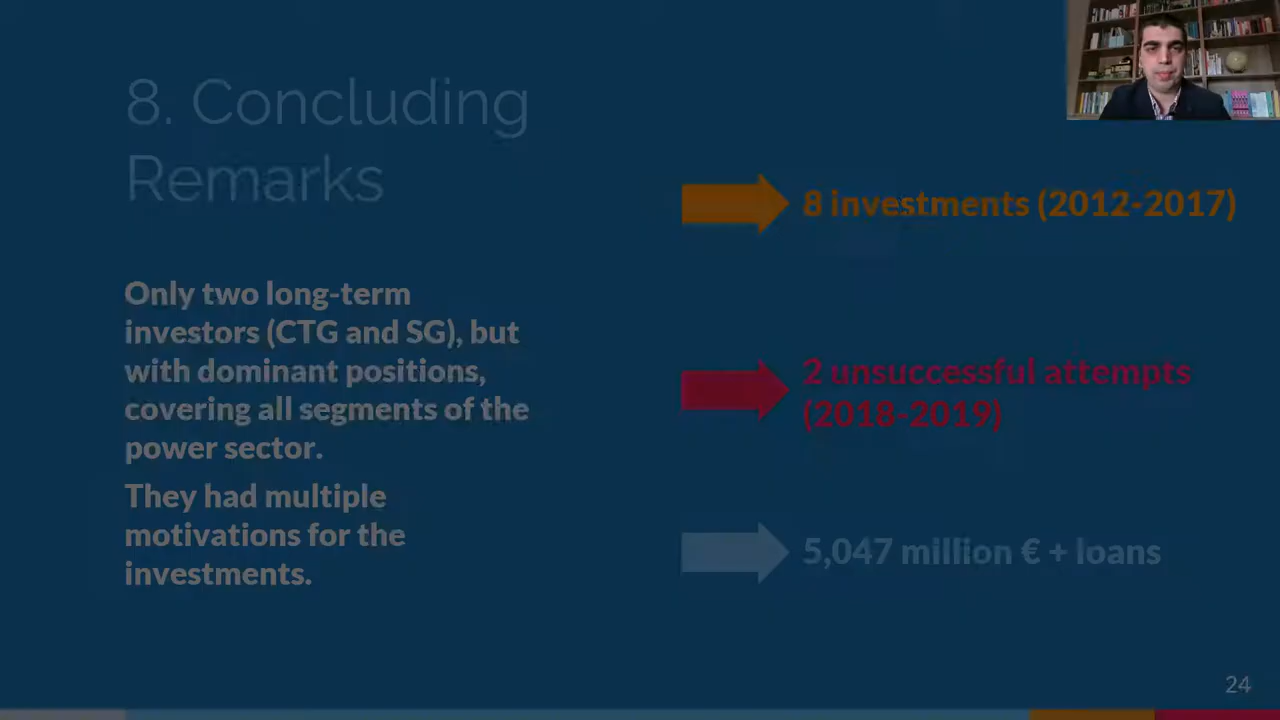 8. Concluding
Remarks
Only two long-term
investors (CTG and SG), but
with dominant positions,
covering all segments of the
power sector.
They had multiple
motivations for the
investments.
8 investments (2012-2017)
2 unsuccessful attempts
(2018-2019)
5,047 million € + loans
24